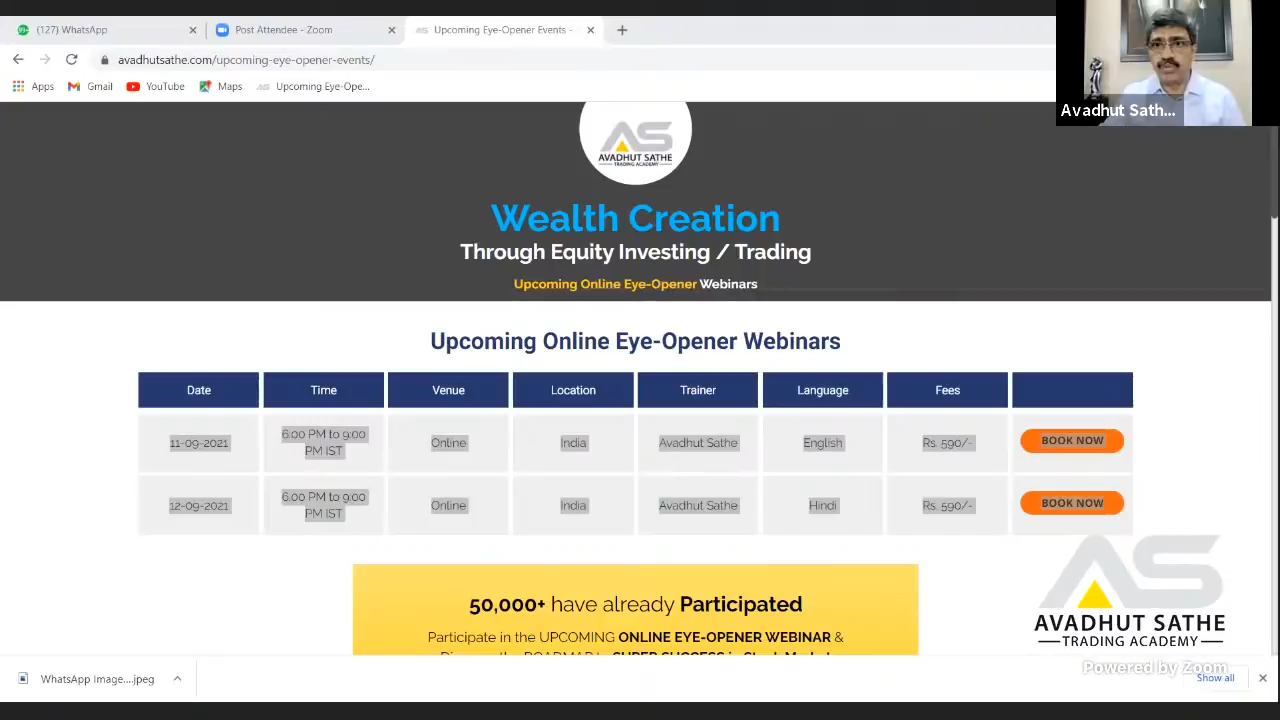 (127) WhatsApp
Post Attendee - Zoom
Upcoming Eye-Opener Events -
avadhutsathe.com/upcoming-eye-opener-events/
Apps
Gmail
YouTube
Maps
Upcoming Eye-Ope...
Avadhut Sath...
AS
AVADHUT SATHE
TRADING ACADEMY
Wealth Creation
Through Equity Investing / Trading
Upcoming Online Eye-Opener Webinars
Upcoming Online Eye-Opener Webinars
Date Time Venue Location Trainer Language Fees
11-09-2021 6:00 PM to 9:00 PM IST Online India Avadhut Sathe English Rs. 590/- BOOK NOW
12-09-2021 6:00 PM to 9:00 PM IST Online India Avadhut Sathe Hindi Rs. 590/- BOOK NOW
50,000+ have already Participated
Participate in the UPCOMING ONLINE EYE-OPENER WEBINAR &
AS
AVADHUT SATHE
TRADING ACADEMY
Powered by Zoom
WhatsApp Image....jpeg
Show all